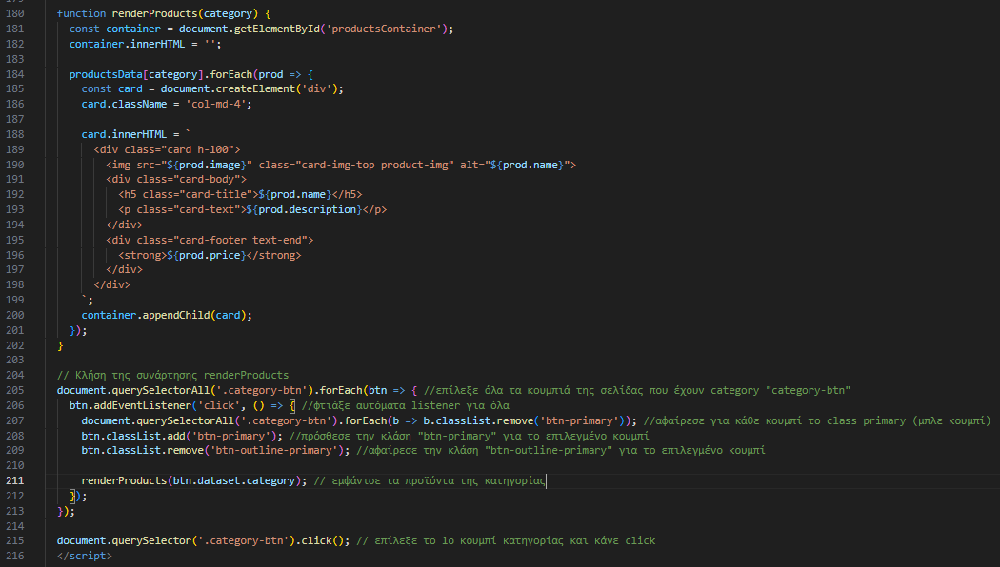 180 function renderProducts(category) {
181 const container = document.getElementById('productsContainer');
182 container.innerHTML = '';
183
184 productsData[category].forEach(prod => {
185 const card = document.createElement('div');
186 card.className = 'col-md-4';
187
188 card.innerHTML = `
189 <div class="card h-100">
190 <img src="${prod.image}" class="card-img-top product-img" alt="${prod.name}">
191 <div class="card-body">
192 <h5 class="card-title">${prod.name}</h5>
193 <p class="card-text">${prod.description}</p>
194 </div>
195 <div class="card-footer text-end">
196 <strong>${prod.price}</strong>
197 </div>
198 </div>
199 `;
200 container.appendChild(card);
201 });
202 }
203
204 // Κλήση της συνάρτησης renderProducts
205 document.querySelectorAll('.category-btn').forEach(btn => { //επίλεξε όλα τα κουμπιά της σελίδας που έχουν category "category-btn"
206 btn.addEventListener('click', () => { //φτιάξε αυτόματα listener για όλα
207 document.querySelectorAll('.category-btn').forEach(b => b.classList.remove('btn-primary')); //αφαίρεσε για κάθε κουμπί το class primary (μπλε κουμπί)
208 btn.classList.add('btn-primary'); //πρόσθεσε την κλάση "btn-primary" για το επιλεγμένο κουμπί
209 btn.classList.remove('btn-outline-primary'); //αφαίρεσε την κλάση "btn-outline-primary" για το επιλεγμένο κουμπί
210
211 renderProducts(btn.dataset.category); // εμφάνισε τα προϊόντα της κατηγορίας
212 });
213 });
214
215 document.querySelector('.category-btn').click(); // επίλεξε το 1ο κουμπί κατηγορίας και κάνε click
216 </script>